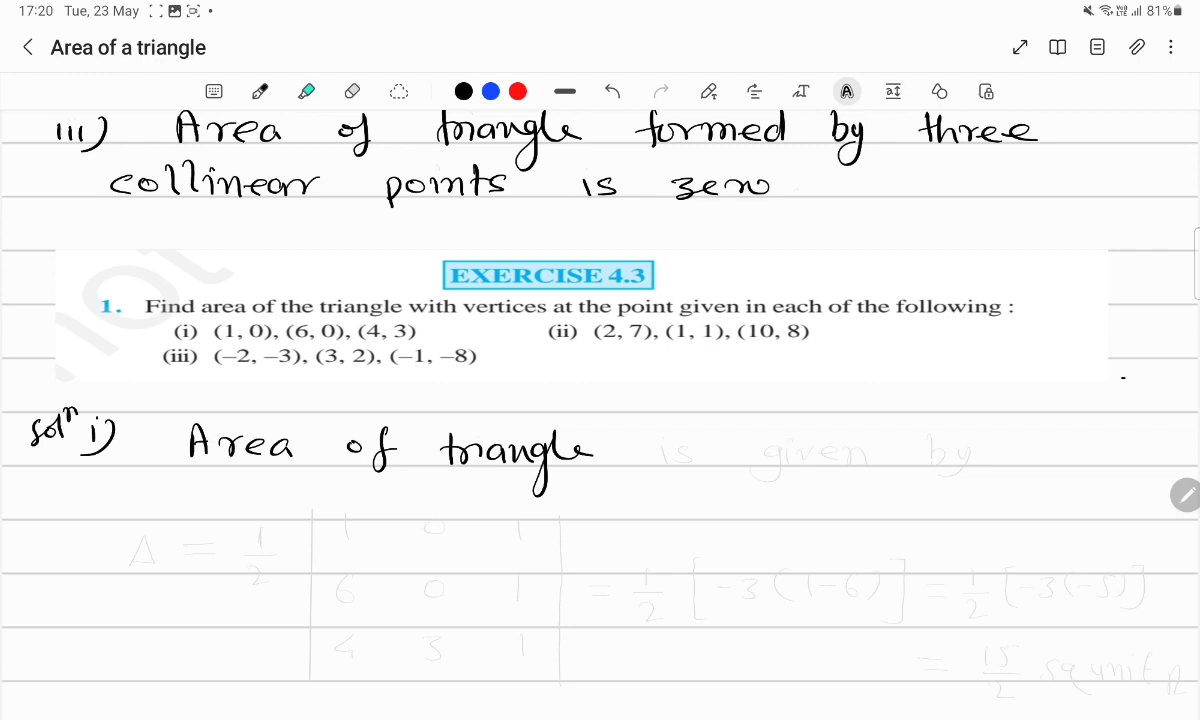 17:20 Tue, 23 May 81%
Area of a triangle
iii) Area of triangle formed by three
collinear points is zero
EXERCISE 4.3
1. Find area of the triangle with vertices at the point given in each of the following :
(i) (1, 0), (6, 0), (4, 3) (ii) (2, 7), (1, 1), (10, 8)
(iii) (–2, –3), (3, 2), (–1, –8)
solⁿ i) Area of triangle is given by
Δ = 1/2 | 1 0 1
6 0 1 | = 1/2 [-3(1-6)] = 1/2 [-3(-5)]
4 3 1 = 15/2 sq units